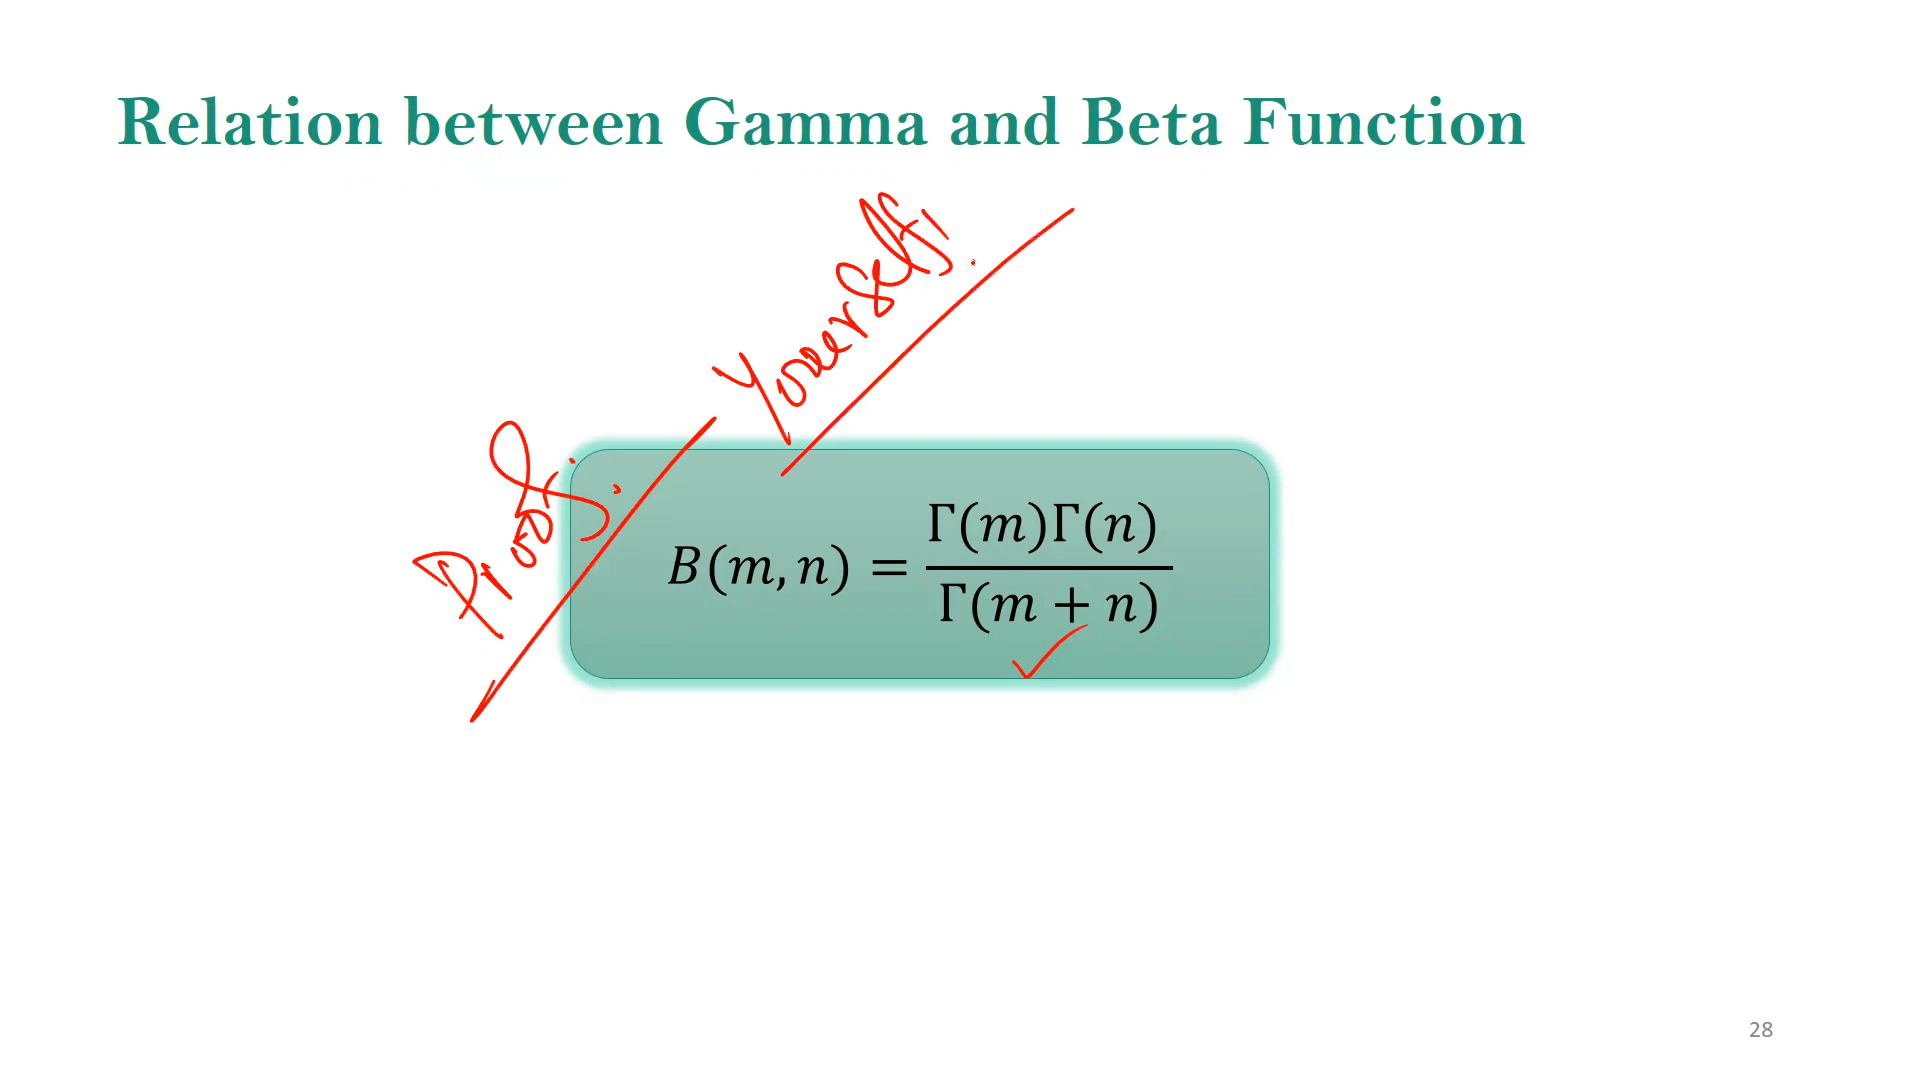 Relation between Gamma and Beta Function
Proof: Yourself!
B(m, n) = Γ(m)Γ(n) / Γ(m + n)
28